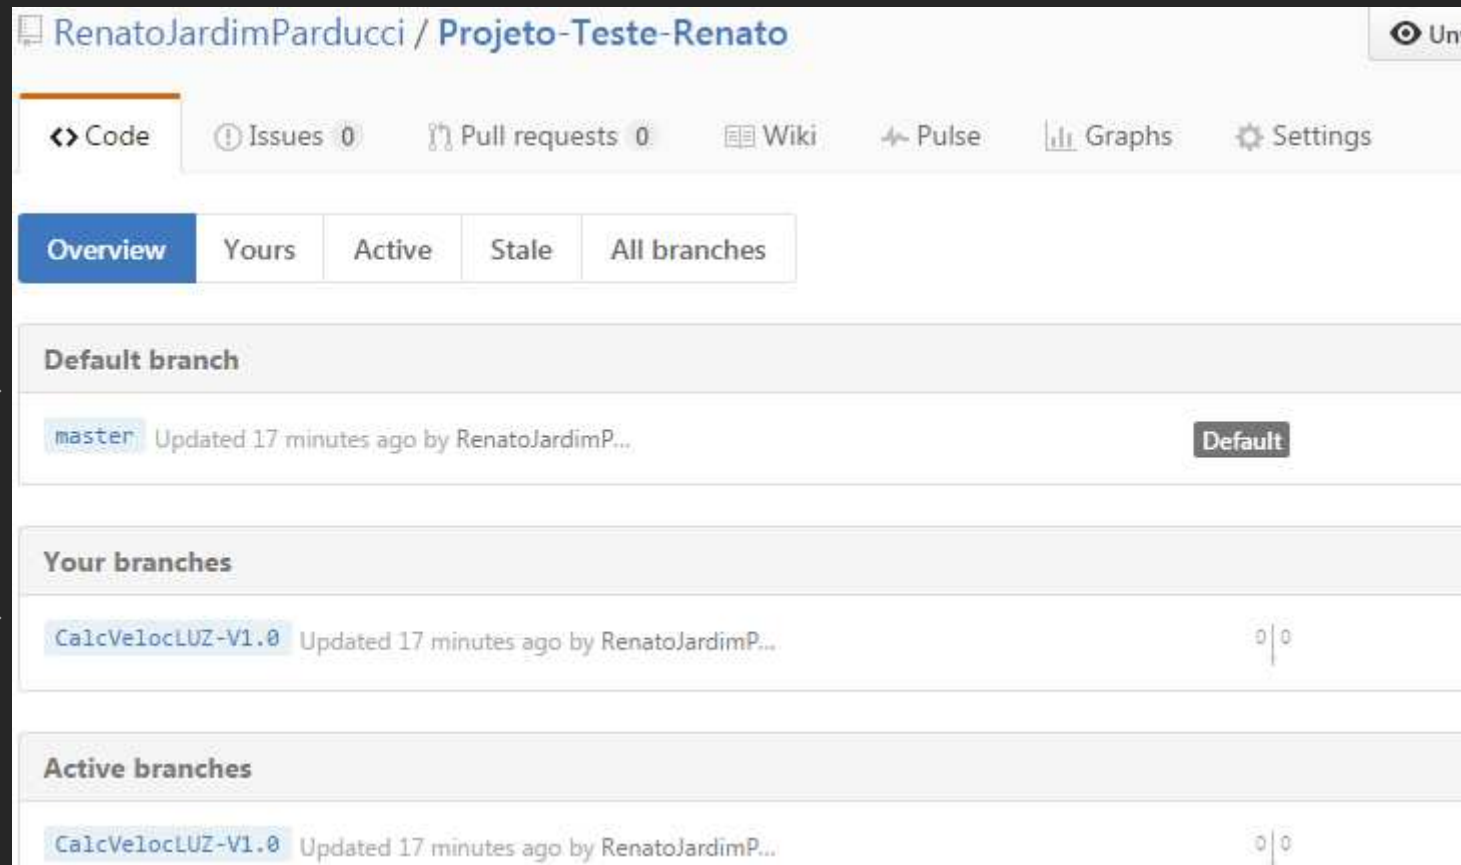 RenatoJardimParducci / Projeto-Teste-Renato
Code Issues 0 Pull requests 0 Wiki Pulse Graphs Settings
Overview Yours Active Stale All branches
Default branch
master Updated 17 minutes ago by RenatoJardimP... Default
Your branches
CalcVelocLUZ-V1.0 Updated 17 minutes ago by RenatoJardimP... 0 | 0
Active branches
CalcVelocLUZ-V1.0 Updated 17 minutes ago by RenatoJardimP... 0 | 0